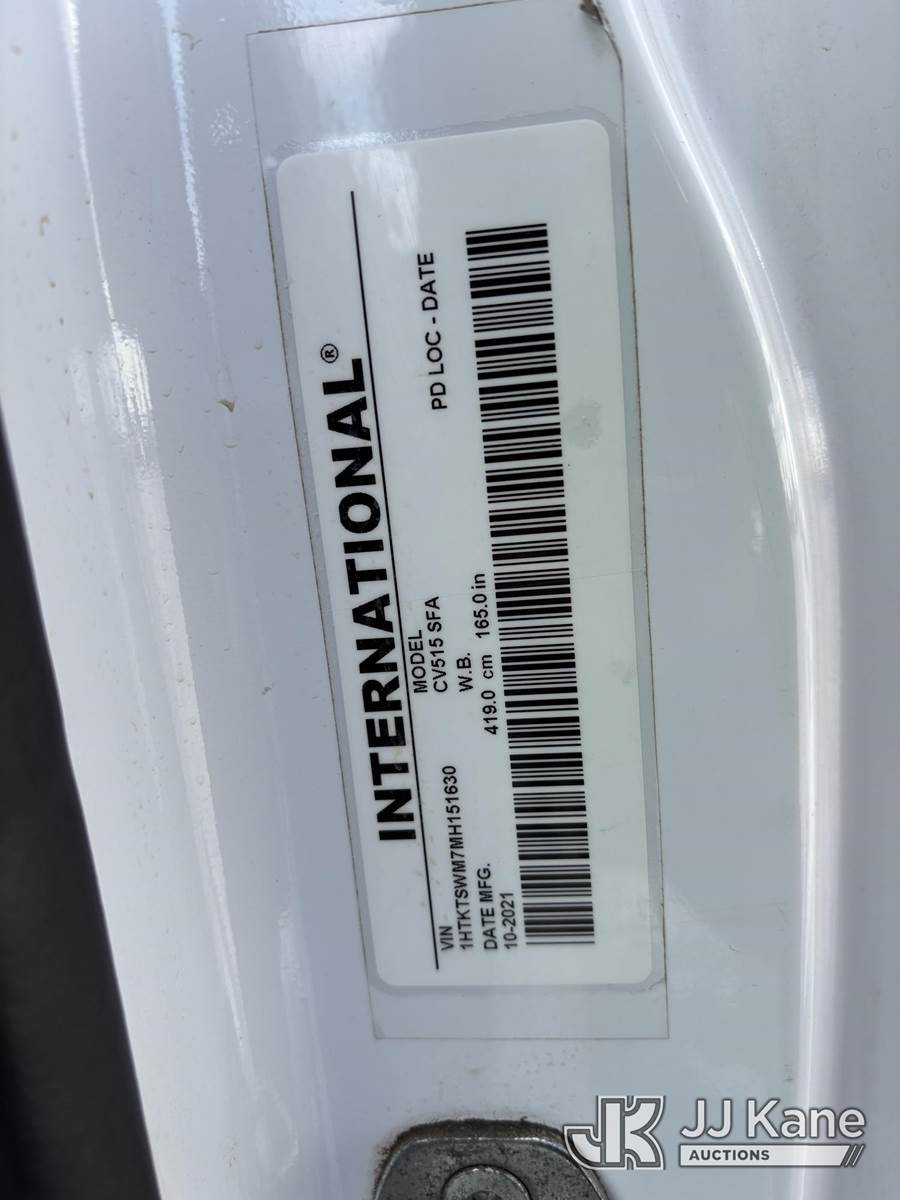 INTERNATIONAL®
VIN MODEL
1HTKTSWM7MH151630 CV515 SFA PD LOC - DATE
DATE MFG. W.B.
10-2021 419.0 cm 165.0 in
JK JJ Kane
AUCTIONS